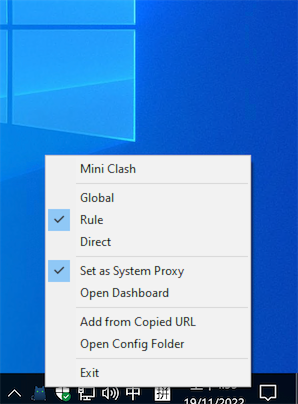 Mini Clash
Global
Rule
Direct
Set as System Proxy
Open Dashboard
Add from Copied URL
Open Config Folder
Exit
中
拼
19/11/2022